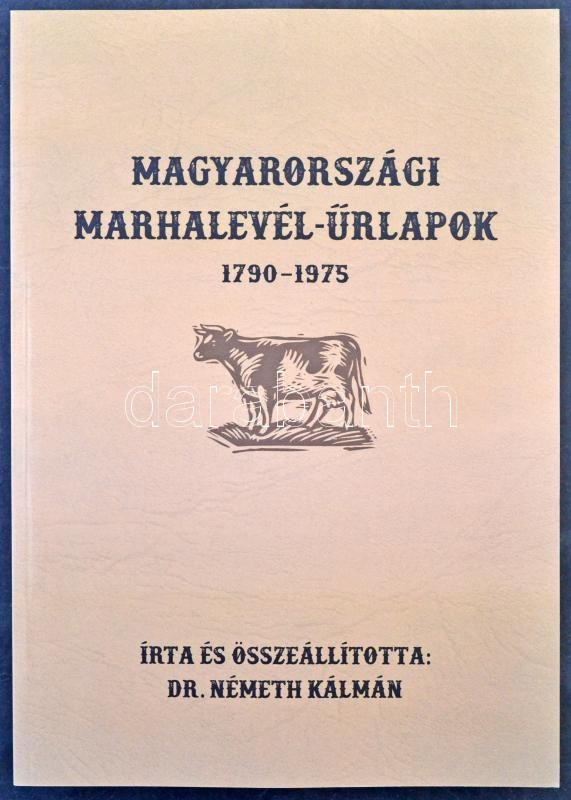 MAGYARORSZÁGI
MARHALEVÉL-ŰRLAPOK
1790-1975
darabanth
ÍRTA ÉS ÖSSZEÁLLÍTOTTA:
DR. NÉMETH KÁLMÁN